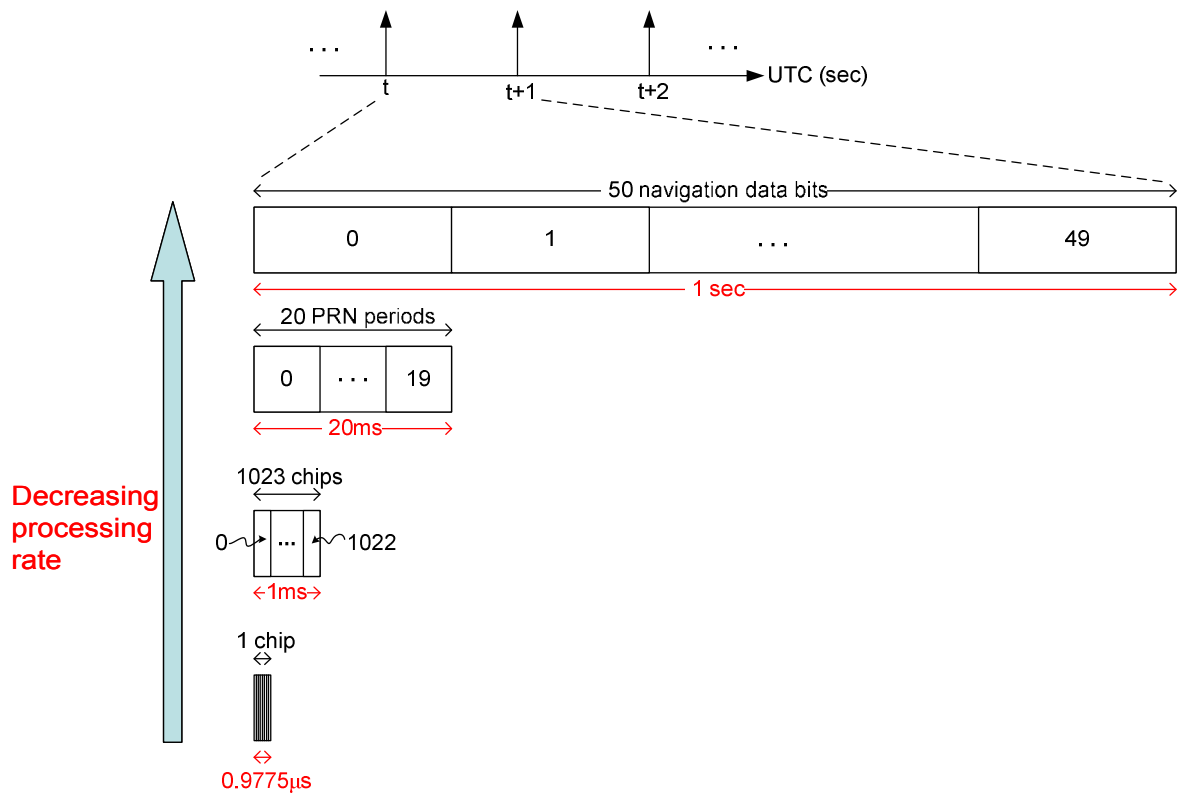 . . .
. . .
UTC (sec)
t
t+1
t+2
50 navigation data bits
0
1
. . .
49
1 sec
20 PRN periods
0
. . .
19
20ms
1023 chips
0
...
1022
1ms
Decreasing
processing
rate
1 chip
0.9775μs